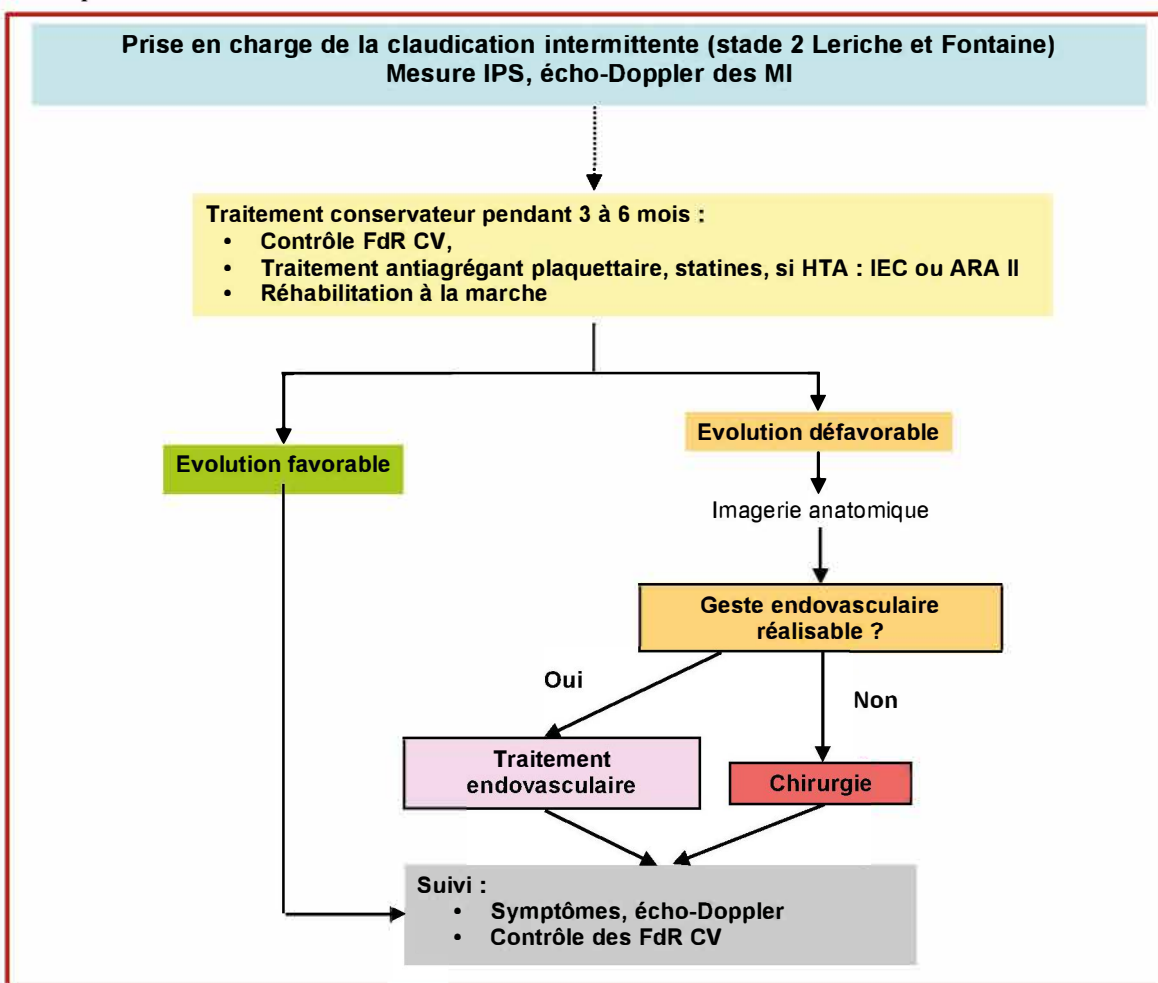 Prise en charge de la claudication intermittente (stade 2 Leriche et Fontaine)
Mesure IPS, écho-Doppler des MI
Traitement conservateur pendant 3 à 6 mois :
• Contrôle FdR CV,
• Traitement antiagrégant plaquettaire, statines, si HTA : IEC ou ARA II
• Réhabilitation à la marche
Evolution favorable
Evolution défavorable
Imagerie anatomique
Geste endovasculaire
réalisable ?
Oui
Non
Traitement
endovasculaire
Chirurgie
Suivi :
• Symptômes, écho-Doppler
• Contrôle des FdR CV